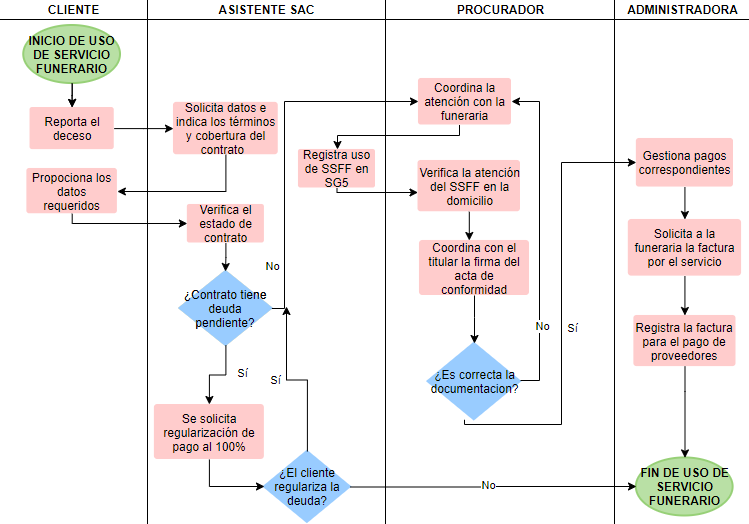 CLIENTE
ASISTENTE SAC
PROCURADOR
ADMINISTRADORA
INICIO DE USO
DE SERVICIO
FUNERARIO
Reporta el
deceso
Solicita datos e
indica los términos
y cobertura del
contrato
Propociona los
datos
requeridos
Verifica el
estado de
contrato
¿Contrato tiene
deuda
pendiente?
No
Sí
Se solicita
regularización de
pago al 100%
¿El cliente
regulariza la
deuda?
Sí
No
Coordina la
atención con la
funeraria
Registra uso
de SSFF en
SG5
Verifica la atención
del SSFF en la
domicilio
Coordina con el
titular la firma del
acta de
conformidad
¿Es correcta la
documentacion?
No
Sí
Gestiona pagos
correspondientes
Solicita a la
funeraria la factura
por el servicio
Registra la factura
para el pago de
proveedores
FIN DE USO DE
SERVICIO
FUNERARIO